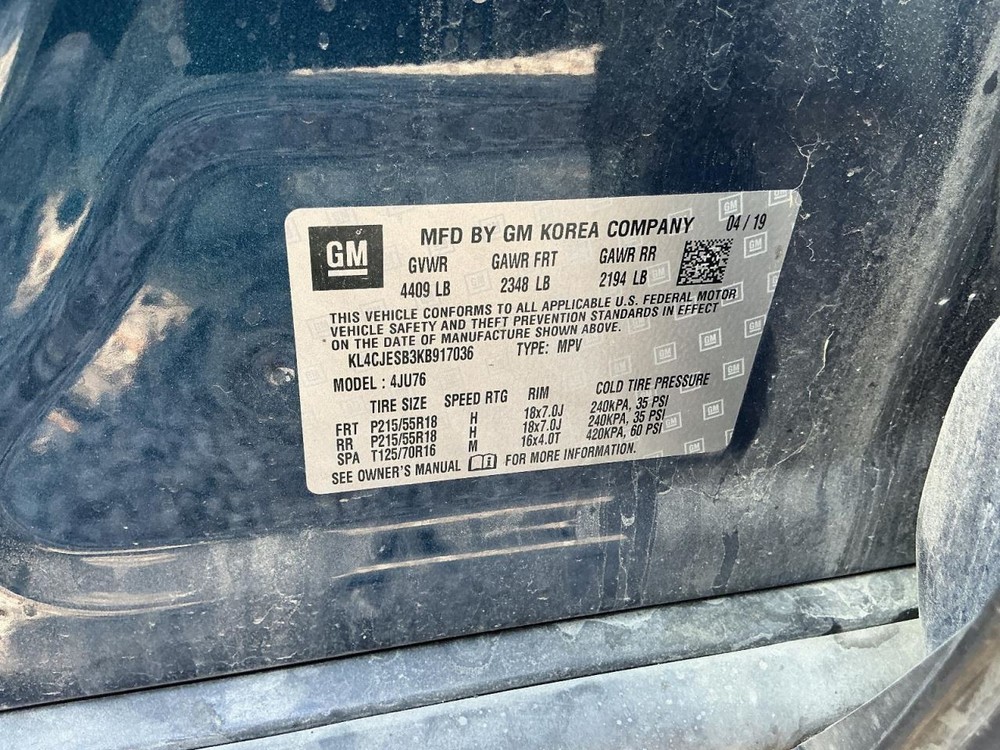 GM
MFD BY GM KOREA COMPANY 04/19
GVWR GAWR FRT GAWR RR
4409 LB 2348 LB 2194 LB
THIS VEHICLE CONFORMS TO ALL APPLICABLE U.S. FEDERAL MOTOR
VEHICLE SAFETY AND THEFT PREVENTION STANDARDS IN EFFECT
ON THE DATE OF MANUFACTURE SHOWN ABOVE.
KL4CJESB3KB917036 TYPE: MPV
MODEL : 4JU76
TIRE SIZE SPEED RTG RIM COLD TIRE PRESSURE
FRT P215/55R18 H 18x7.0J 240KPA, 35 PSI
RR P215/55R18 H 18x7.0J 240KPA, 35 PSI
SPA T125/70R16 M 16x4.0T 420KPA, 60 PSI
SEE OWNER'S MANUAL FOR MORE INFORMATION.